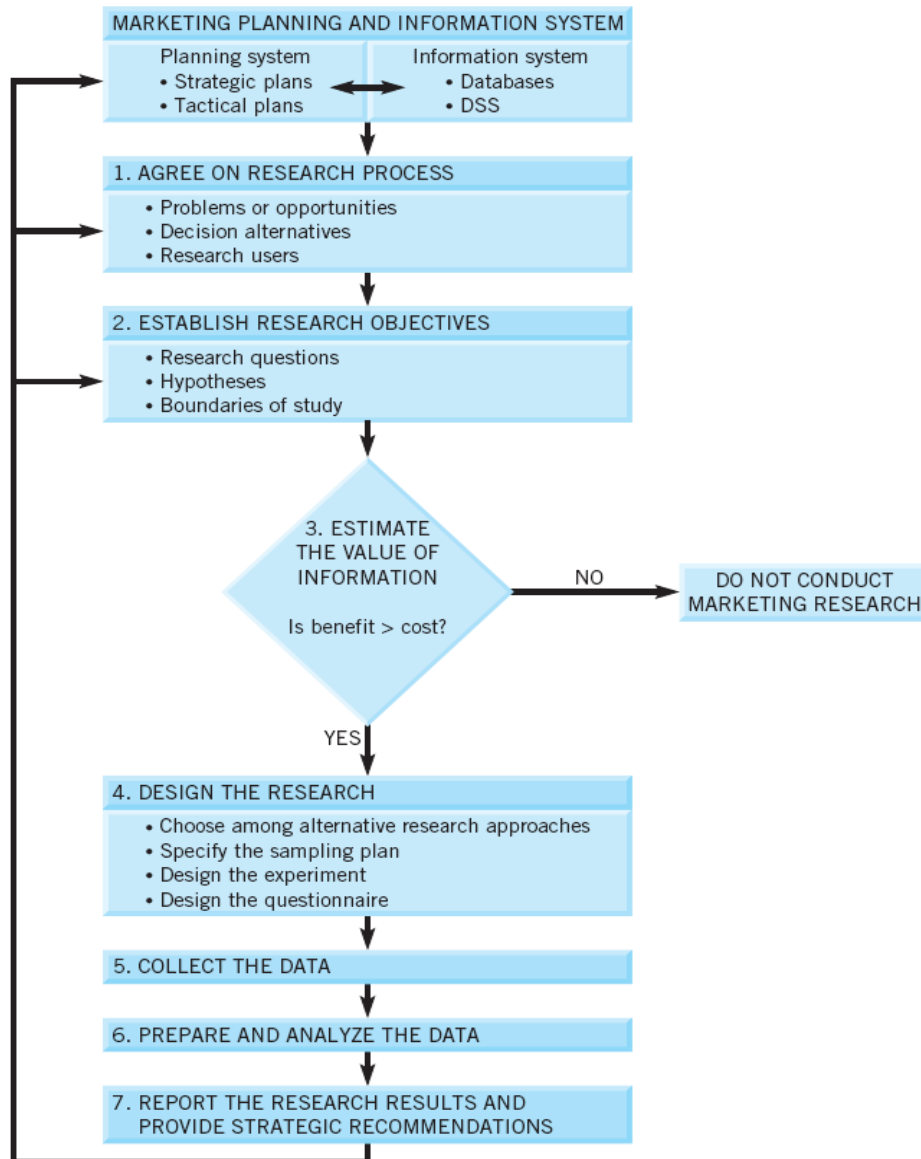 MARKETING PLANNING AND INFORMATION SYSTEM
Planning system
• Strategic plans
• Tactical plans
Information system
• Databases
• DSS
1. AGREE ON RESEARCH PROCESS
• Problems or opportunities
• Decision alternatives
• Research users
2. ESTABLISH RESEARCH OBJECTIVES
• Research questions
• Hypotheses
• Boundaries of study
3. ESTIMATE
THE VALUE OF
INFORMATION
Is benefit > cost?
NO
DO NOT CONDUCT
MARKETING RESEARCH
YES
4. DESIGN THE RESEARCH
• Choose among alternative research approaches
• Specify the sampling plan
• Design the experiment
• Design the questionnaire
5. COLLECT THE DATA
6. PREPARE AND ANALYZE THE DATA
7. REPORT THE RESEARCH RESULTS AND
PROVIDE STRATEGIC RECOMMENDATIONS